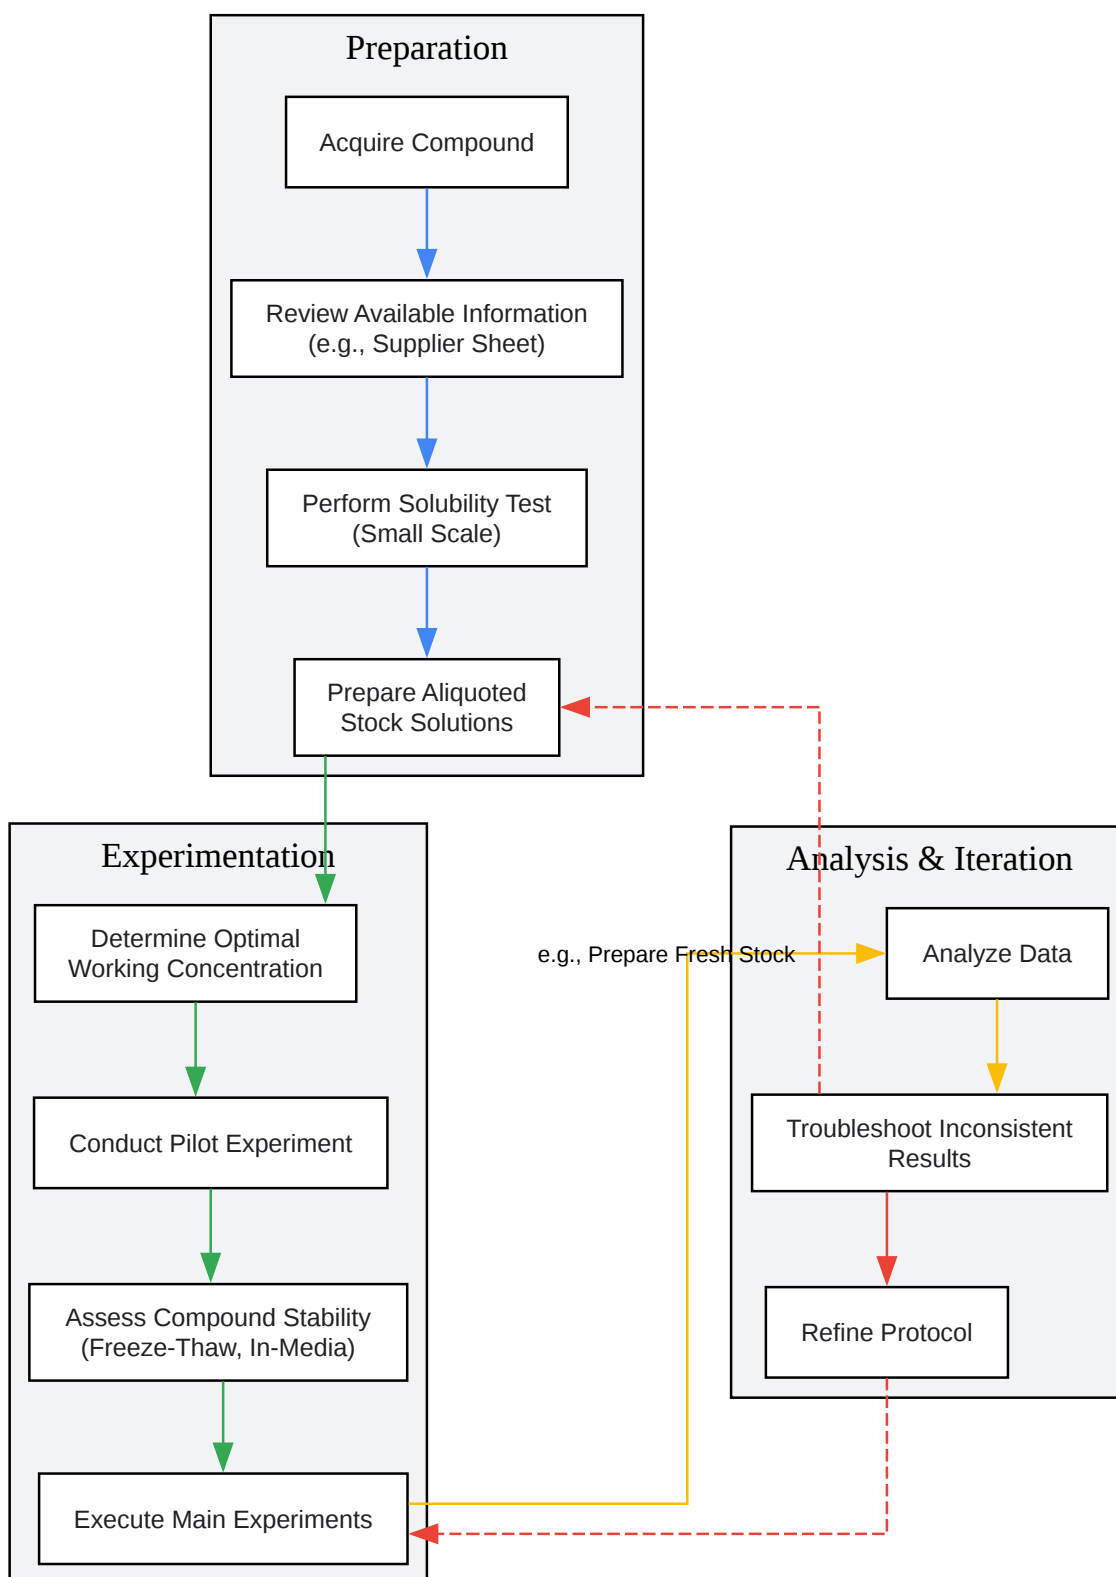 Preparation
Acquire Compound
Review Available Information
(e.g., Supplier Sheet)
Perform Solubility Test
(Small Scale)
Prepare Aliquoted
Stock Solutions
Experimentation
Determine Optimal
Working Concentration
Conduct Pilot Experiment
Assess Compound Stability
(Freeze-Thaw, In-Media)
Execute Main Experiments
e.g., Prepare Fresh Stock
Analysis & Iteration
Analyze Data
Troubleshoot Inconsistent
Results
Refine Protocol